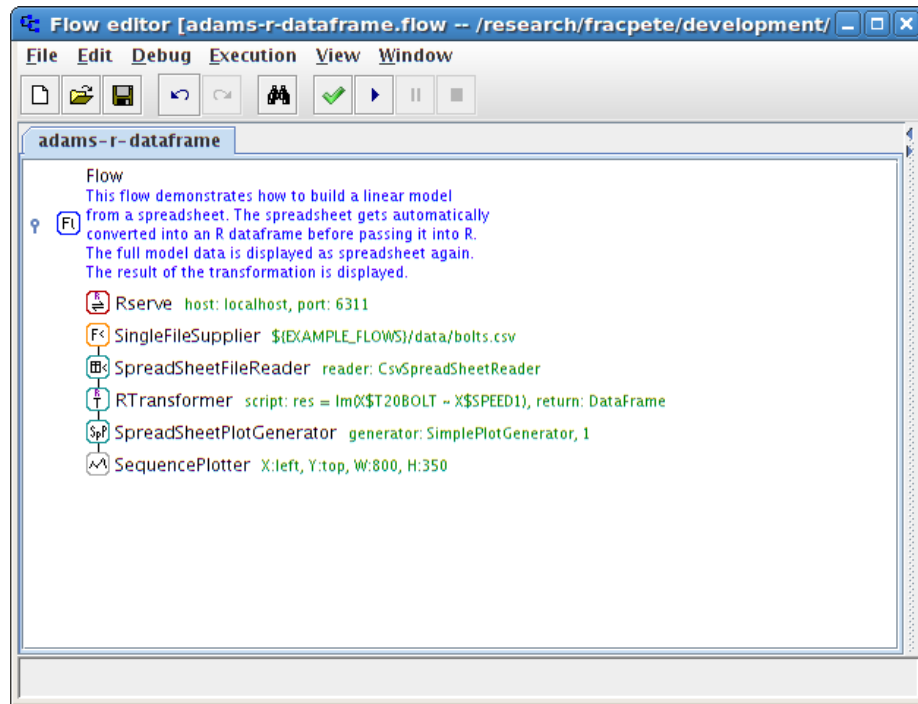 Flow editor [adams-r-dataframe.flow -- /research/fracpete/development/
File Edit Debug Execution View Window
adams-r-dataframe
Flow
This flow demonstrates how to build a linear model
from a spreadsheet. The spreadsheet gets automatically
converted into an R dataframe before passing it into R.
The full model data is displayed as spreadsheet again.
The result of the transformation is displayed.
Rserve host: localhost, port: 6311
SingleFileSupplier ${EXAMPLE_FLOWS}/data/bolts.csv
SpreadSheetFileReader reader: CsvSpreadSheetReader
RTransformer script: res = lm(X$T20BOLT ~ X$SPEED1), return: DataFrame
SpreadSheetPlotGenerator generator: SimplePlotGenerator, 1
SequencePlotter X:left, Y:top, W:800, H:350